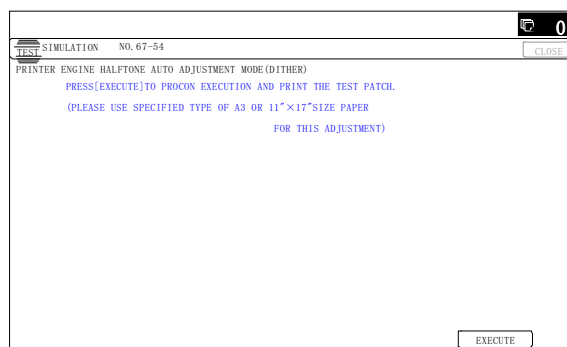 0
TEST SIMULATION NO. 67-54
CLOSE
PRINTER ENGINE HALFTONE AUTO ADJUSTMENT MODE(DITHER)
PRESS[EXECUTE]TO PROCON EXECUTION AND PRINT THE TEST PATCH.
(PLEASE USE SPECIFIED TYPE OF A3 OR 11″×17″SIZE PAPER
FOR THIS ADJUSTMENT)
EXECUTE